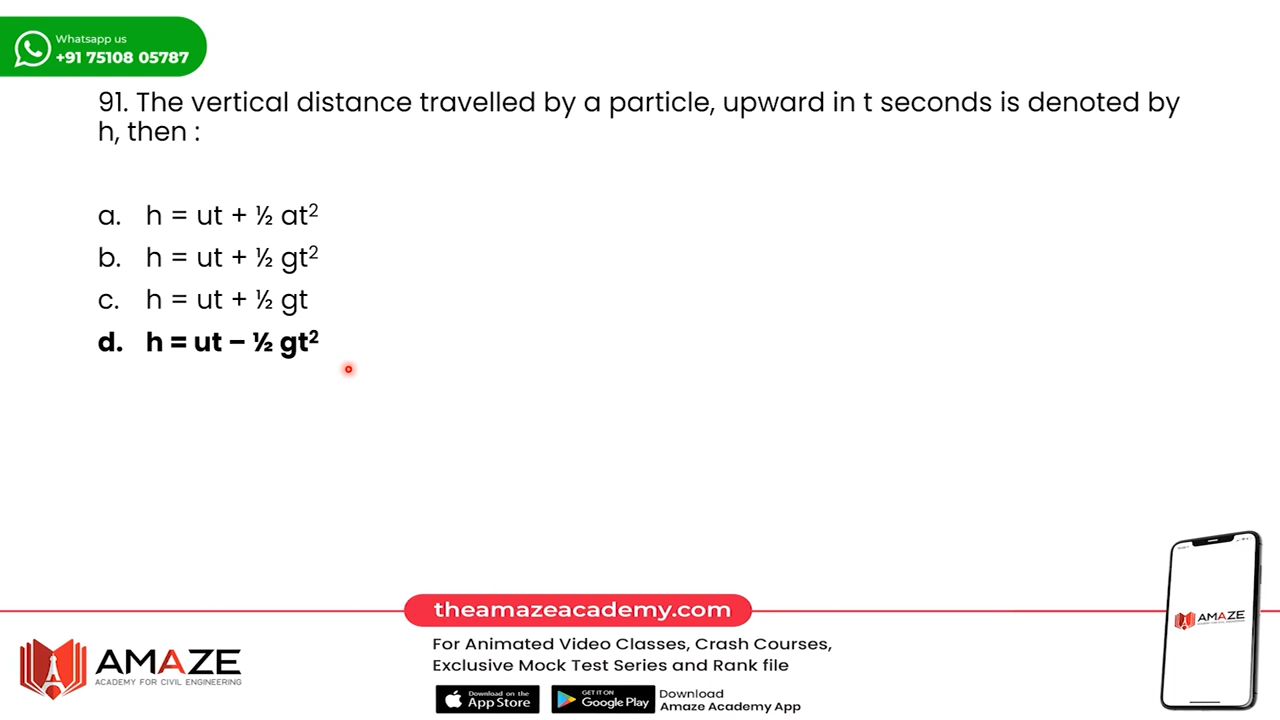 Whatsapp us
+91 75108 05787
91. The vertical distance travelled by a particle, upward in t seconds is denoted by
h, then :
a. h = ut + ½ at²
b. h = ut + ½ gt²
c. h = ut + ½ gt
d. h = ut – ½ gt²
theamazeacademy.com
For Animated Video Classes, Crash Courses,
Exclusive Mock Test Series and Rank file
AMAZE
ACADEMY FOR CIVIL ENGINEERING
Download on the
App Store
GET IT ON
Google Play
Download
Amaze Academy App
AMAZE